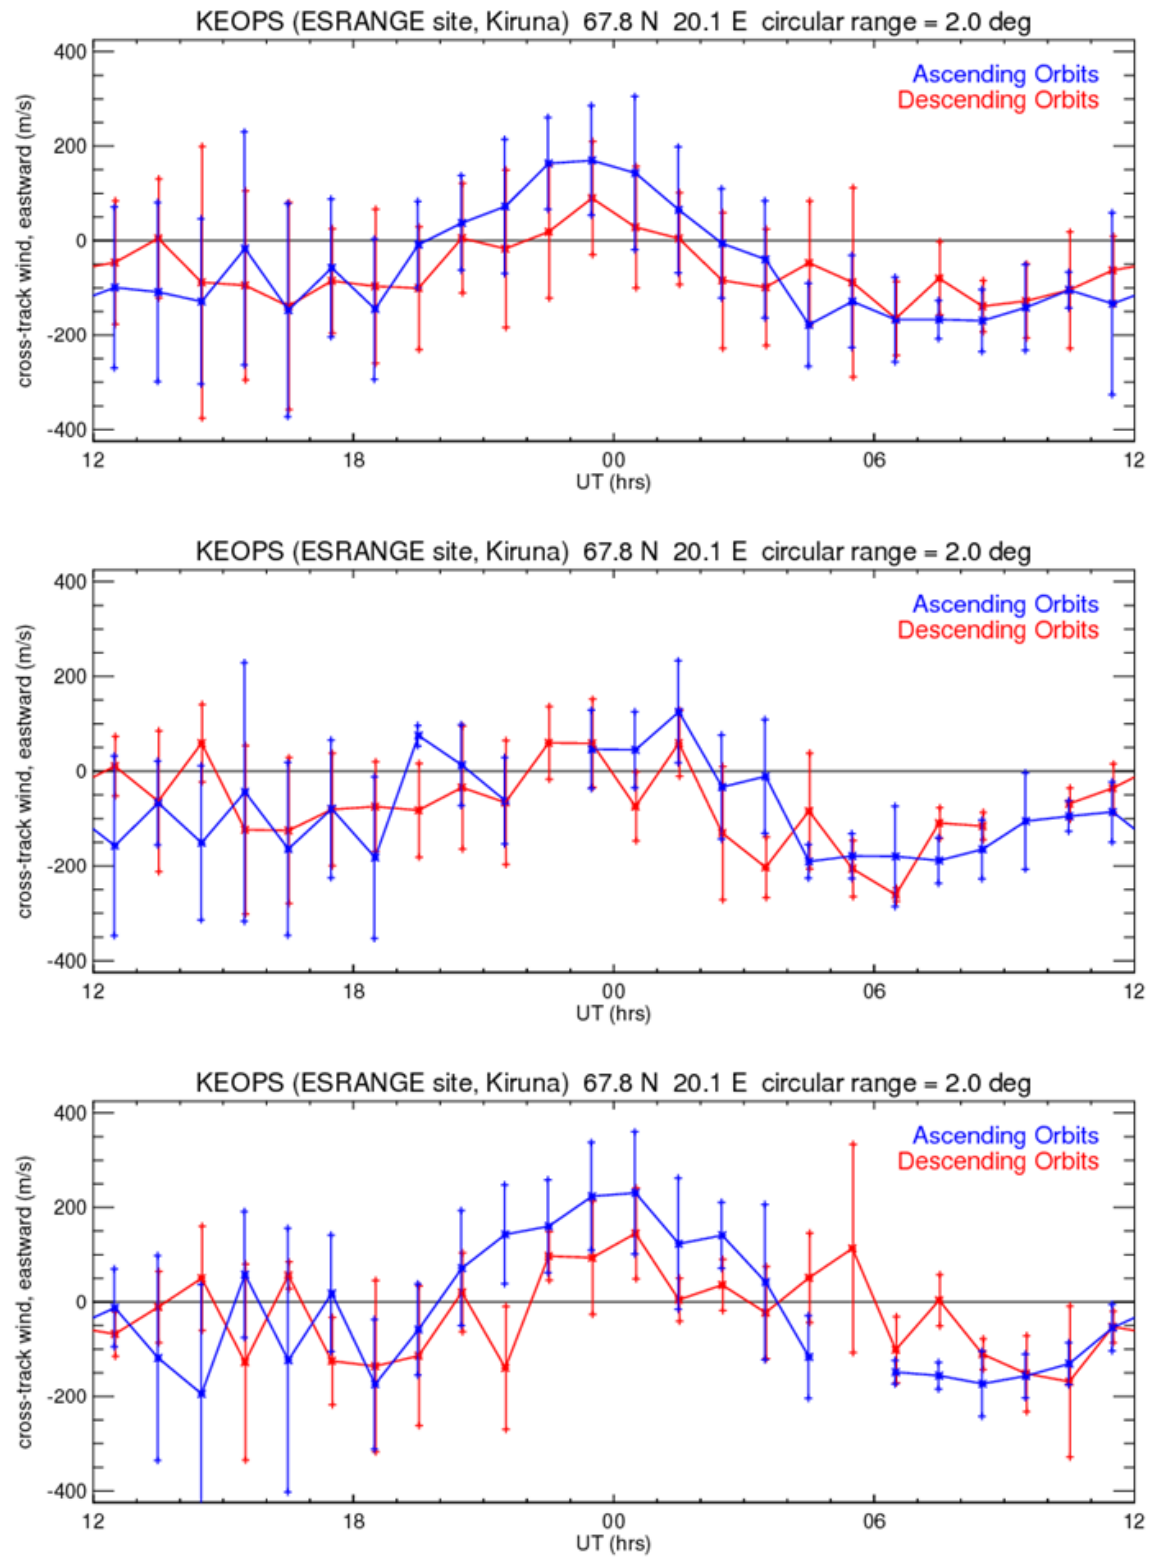 KEOPS (ESRANGE site, Kiruna)  67.8 N  20.1 E  circular range = 2.0 deg
400
Ascending Orbits
Descending Orbits
200
0
-200
-400
cross-track wind, eastward (m/s)
12 18 00 06 12
UT (hrs)
KEOPS (ESRANGE site, Kiruna)  67.8 N  20.1 E  circular range = 2.0 deg
400
Ascending Orbits
Descending Orbits
200
0
-200
-400
cross-track wind, eastward (m/s)
12 18 00 06 12
UT (hrs)
KEOPS (ESRANGE site, Kiruna)  67.8 N  20.1 E  circular range = 2.0 deg
400
Ascending Orbits
Descending Orbits
200
0
-200
-400
cross-track wind, eastward (m/s)
12 18 00 06 12
UT (hrs)